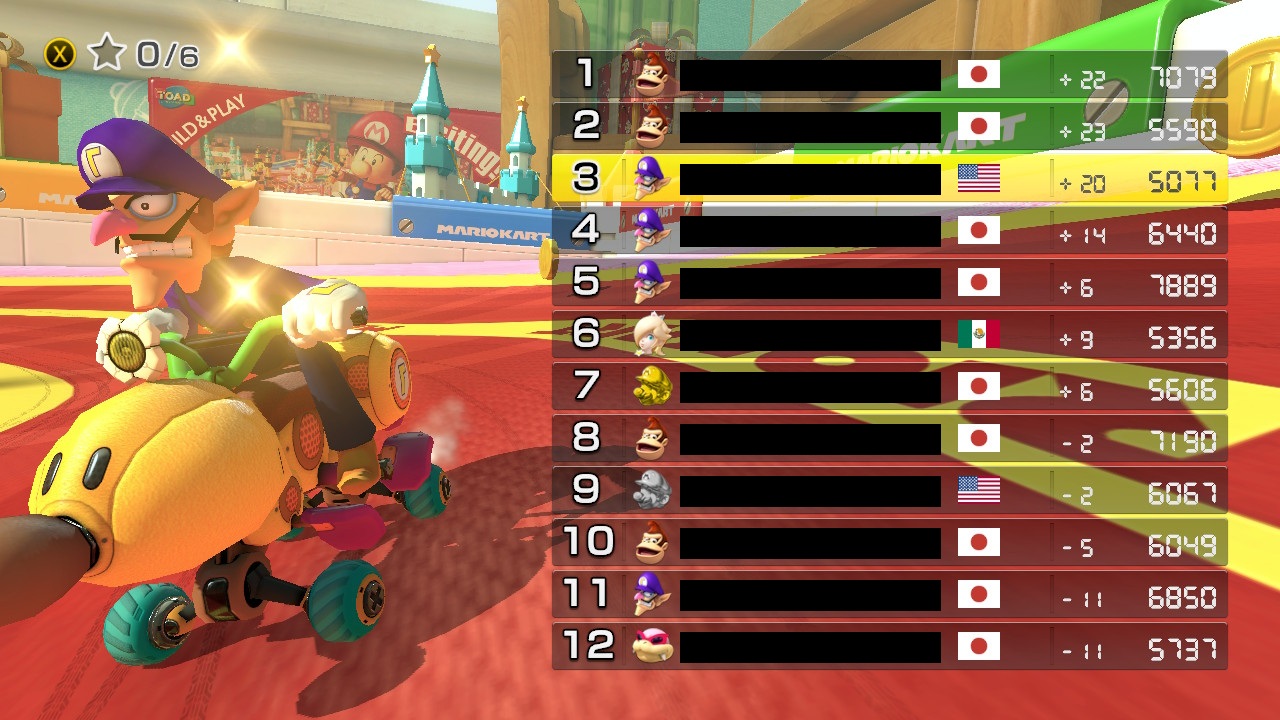 X 0/6
TOAD
BUILD&PLAY
Exciting!
MARIOKART
MARIOKART
1 +22 7079
2 +23 5590
3 +20 5077
4 +14 6440
5 +6 7889
6 +9 5356
7 +6 5606
8 -2 7190
9 -2 6067
10 -5 6049
11 -11 6850
12 -11 5737